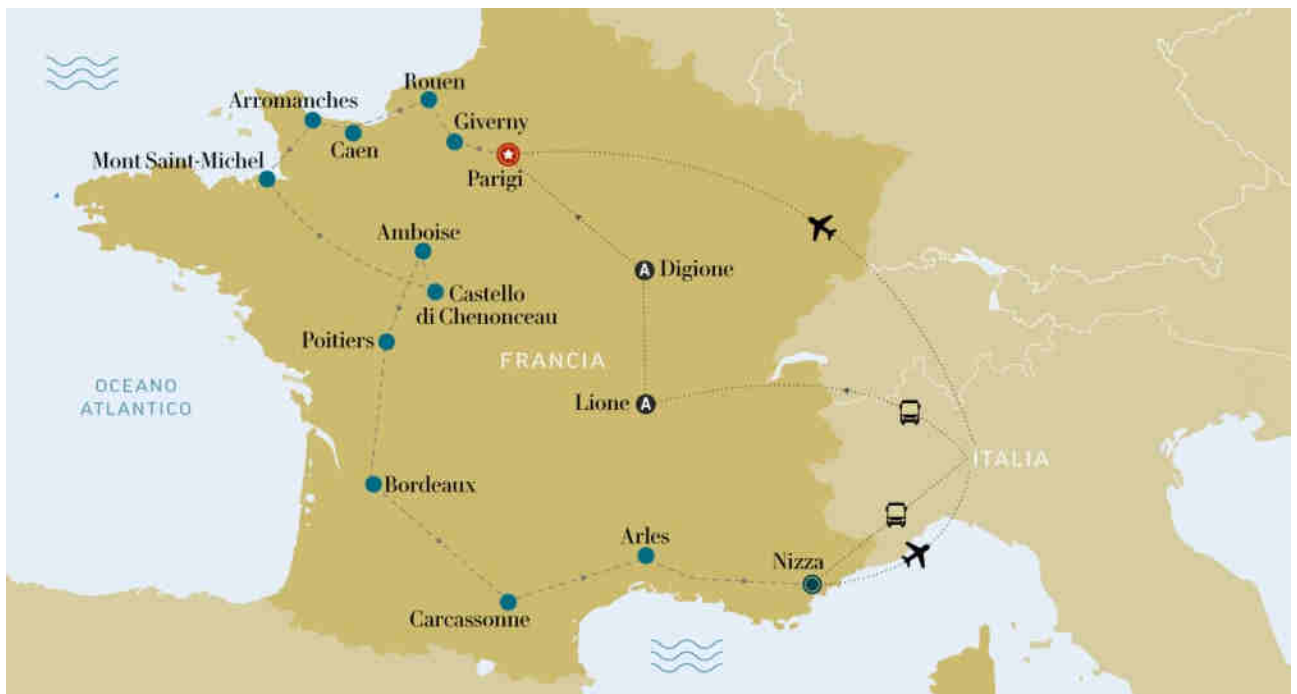 Rouen
Arromanches
Giverny
Caen
Mont Saint-Michel
Parigi
Amboise
A Digione
Castello
di Chenonceau
Poitiers
FRANCIA
OCEANO
ATLANTICO
Lione A
ITALIA
Bordeaux
Arles
Nizza
Carcassonne